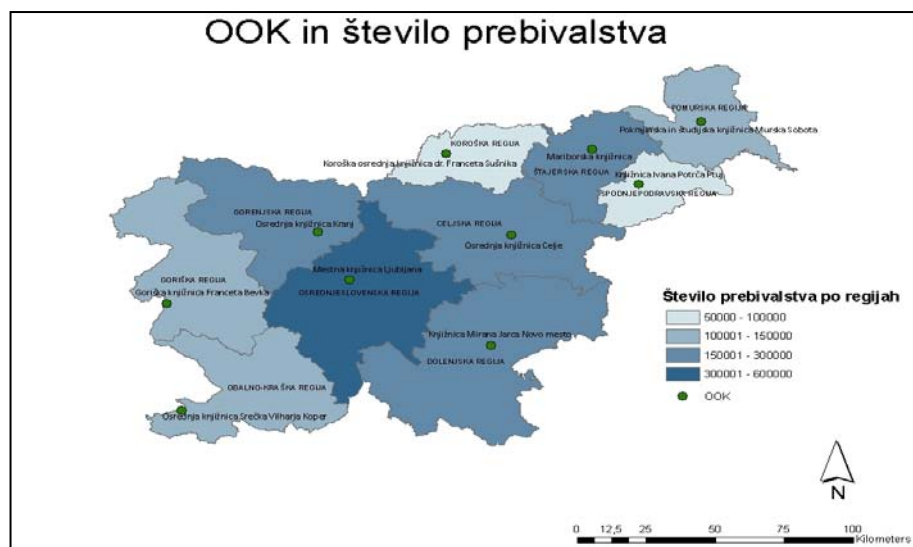 OOK in število prebivalstva
POMURSKA REGIJA
Pokrajinska in študijska knjižnica Murska Sobota
KOROŠKA REGIJA
Koroška osrednja knjižnica dr. Franceta Sušnika
Mariborska knjižnica
ŠTAJERSKA REGIJA
Knjižnica Ivana Potrča Ptuj
SPODNJEPODRAVSKA REGIJA
GORENJSKA REGIJA
Osrednja knjižnica Kranj
CELJSKA REGIJA
Osrednja knjižnica Celje
Mestna knjižnica Ljubljana
OSREDNJESLOVENSKA REGIJA
GORIŠKA REGIJA
Goriška knjižnica Franceta Bevka
Knjižnica Mirana Jarca Novo mesto
DOLENJSKA REGIJA
OBALNO-KRAŠKA REGIJA
Osrednja knjižnica Srečka Vilharja Koper
Število prebivalstva po regijah
50000 - 100000
100001 - 150000
150001 - 300000
300001 - 600000
OOK
N
0 12,5 25 50 75 100
Kilometers